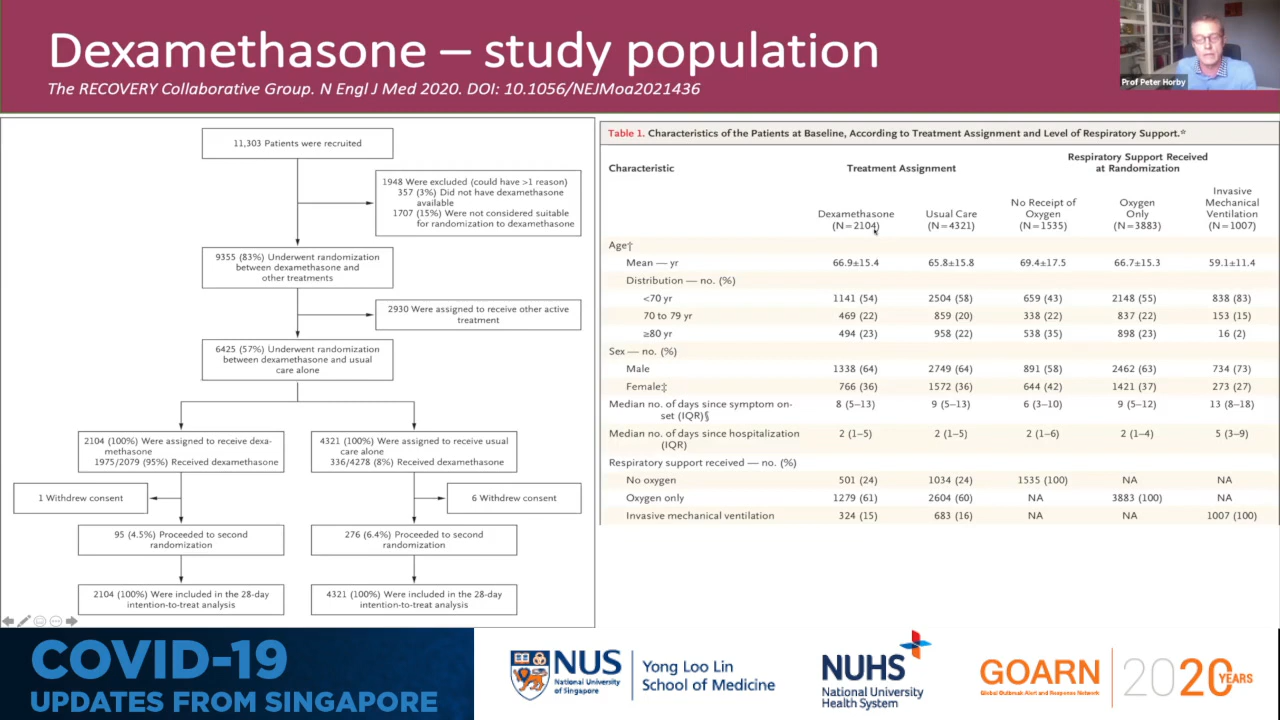 Dexamethasone – study population
The RECOVERY Collaborative Group. N Engl J Med 2020. DOI: 10.1056/NEJMoa2021436
Prof Peter Horby
11,303 Patients were recruited
1948 Were excluded (could have >1 reason)
357 (3%) Did not have dexamethasone
available
1707 (15%) Were not considered suitable
for randomization to dexamethasone
9355 (83%) Underwent randomization
between dexamethasone and
other treatments
2930 Were assigned to receive other active
treatment
6425 (57%) Underwent randomization
between dexamethasone and usual
care alone
2104 (100%) Were assigned to receive dexa-
methasone
1975/2079 (95%) Received dexamethasone
4321 (100%) Were assigned to receive usual
care alone
336/4278 (8%) Received dexamethasone
1 Withdrew consent
6 Withdrew consent
95 (4.5%) Proceeded to second
randomization
276 (6.4%) Proceeded to second
randomization
2104 (100%) Were included in the 28-day
intention-to-treat analysis
4321 (100%) Were included in the 28-day
intention-to-treat analysis
Table 1. Characteristics of the Patients at Baseline, According to Treatment Assignment and Level of Respiratory Support.*
Characteristic Treatment Assignment Respiratory Support Received
at Randomization
Dexamethasone
(N=2104)
Usual Care
(N=4321)
No Receipt of
Oxygen
(N=1535)
Oxygen
Only
(N=3883)
Invasive
Mechanical
Ventilation
(N=1007)
Age†
Mean — yr 66.9±15.4 65.8±15.8 69.4±17.5 66.7±15.3 59.1±11.4
Distribution — no. (%)
<70 yr 1141 (54) 2504 (58) 659 (43) 2148 (55) 838 (83)
70 to 79 yr 469 (22) 859 (20) 338 (22) 837 (22) 153 (15)
≥80 yr 494 (23) 958 (22) 538 (35) 898 (23) 16 (2)
Sex — no. (%)
Male 1338 (64) 2749 (64) 891 (58) 2462 (63) 734 (73)
Female‡ 766 (36) 1572 (36) 644 (42) 1421 (37) 273 (27)
Median no. of days since symptom on-
set (IQR)§ 8 (5–13) 9 (5–13) 6 (3–10) 9 (5–12) 13 (8–18)
Median no. of days since hospitalization
(IQR) 2 (1–5) 2 (1–5) 2 (1–6) 2 (1–4) 5 (3–9)
Respiratory support received — no. (%)
No oxygen 501 (24) 1034 (24) 1535 (100) NA NA
Oxygen only 1279 (61) 2604 (60) NA 3883 (100) NA
Invasive mechanical ventilation 324 (15) 683 (16) NA NA 1007 (100)
COVID-19
UPDATES FROM SINGAPORE
NUS
National University
of Singapore
Yong Loo Lin
School of Medicine
NUHS
National University
Health System
GOARN
Global Outbreak Alert and Response Network
2020 YEARS